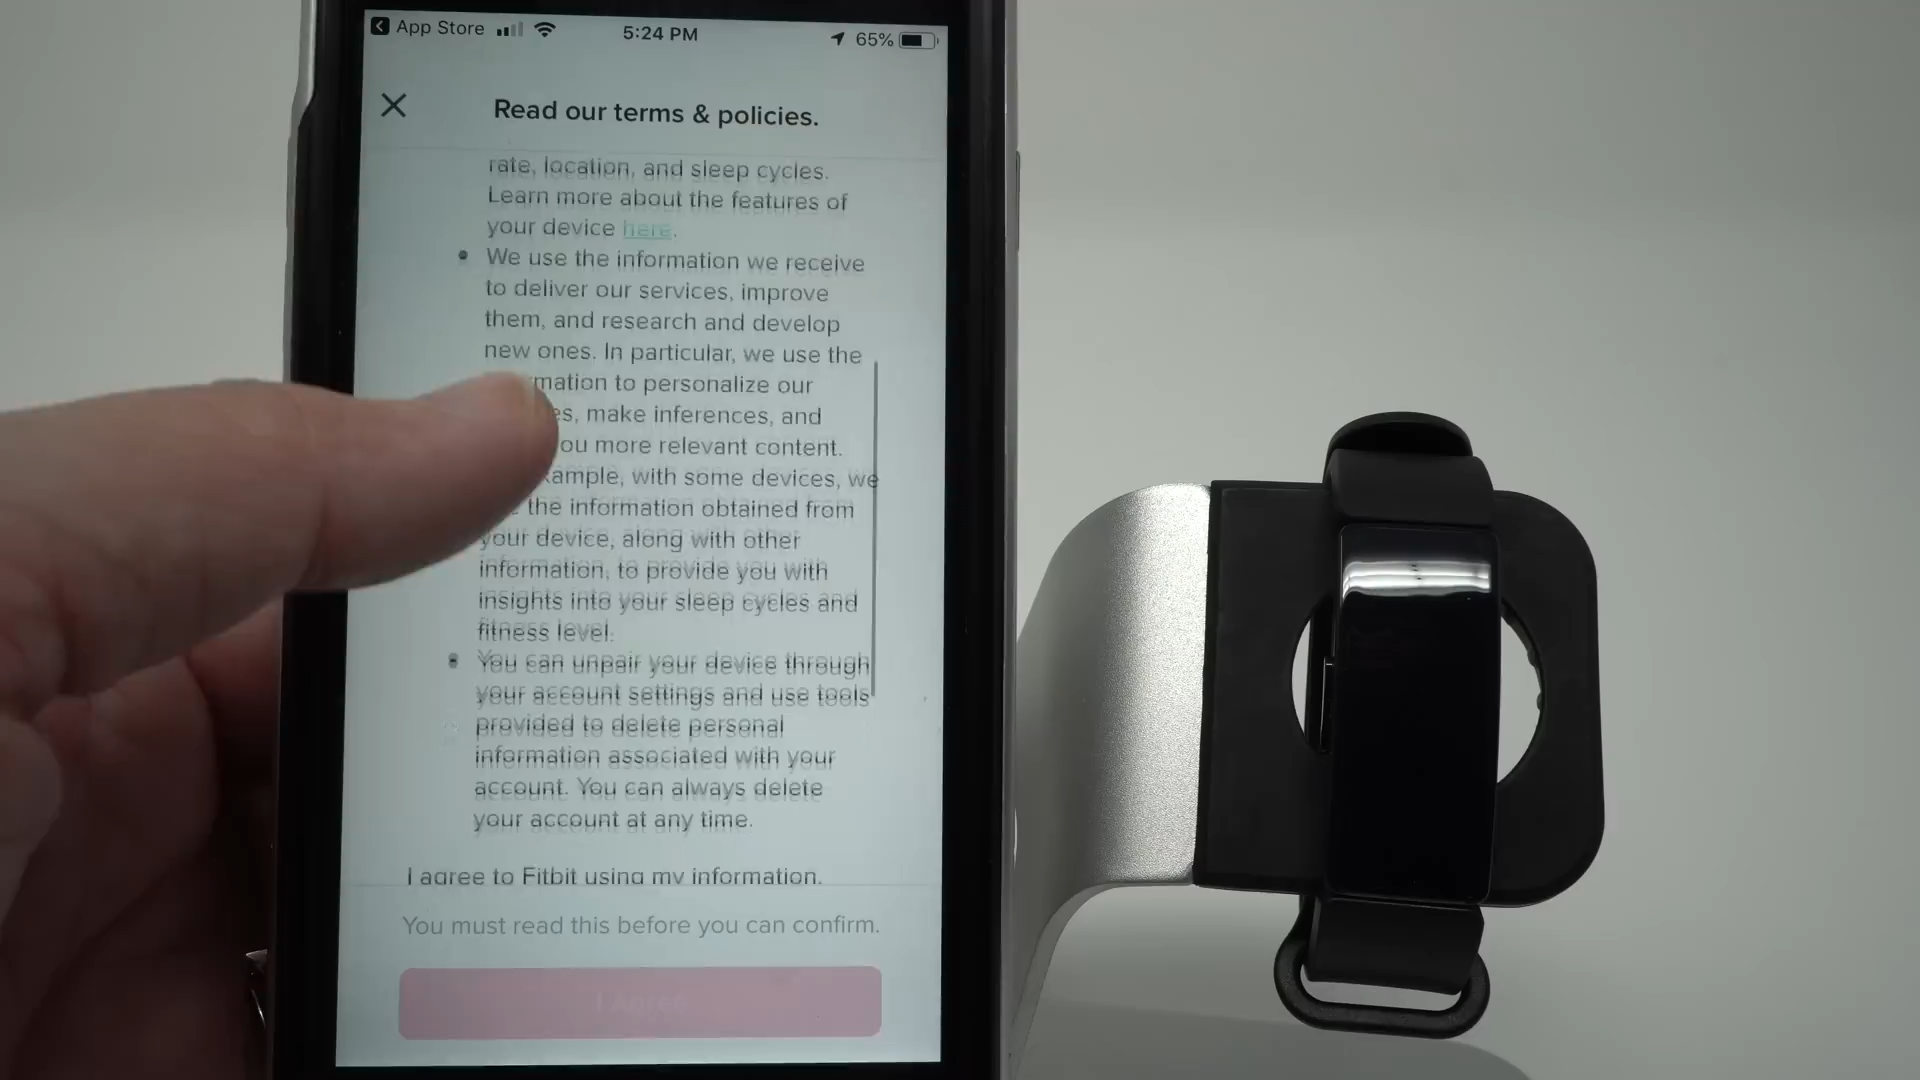 App Store 5:24 PM 65%
Read our terms & policies.
rate, location, and sleep cycles.
Learn more about the features of
your device here.
• We use the information we receive
to deliver our services, improve
them, and research and develop
new ones. In particular, we use the
mation to personalize our
es, make inferences, and
ou more relevant content.
ample, with some devices, we
the information obtained from
your device, along with other
information, to provide you with
insights into your sleep cycles and
fitness level.
• You can unpair your device through
your account settings and use tools
provided to delete personal
information associated with your
account. You can always delete
your account at any time.
I agree to Fitbit using my information.
You must read this before you can confirm.
I Agree